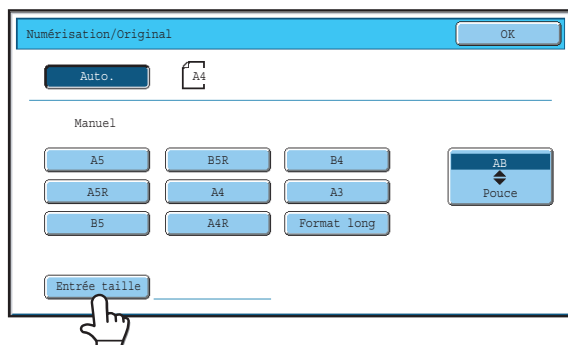 Numérisation/Original OK
Auto. A4
Manuel
A5 B5R B4
A5R A4 A3
B5 A4R Format long
AB
Pouce
Entrée taille